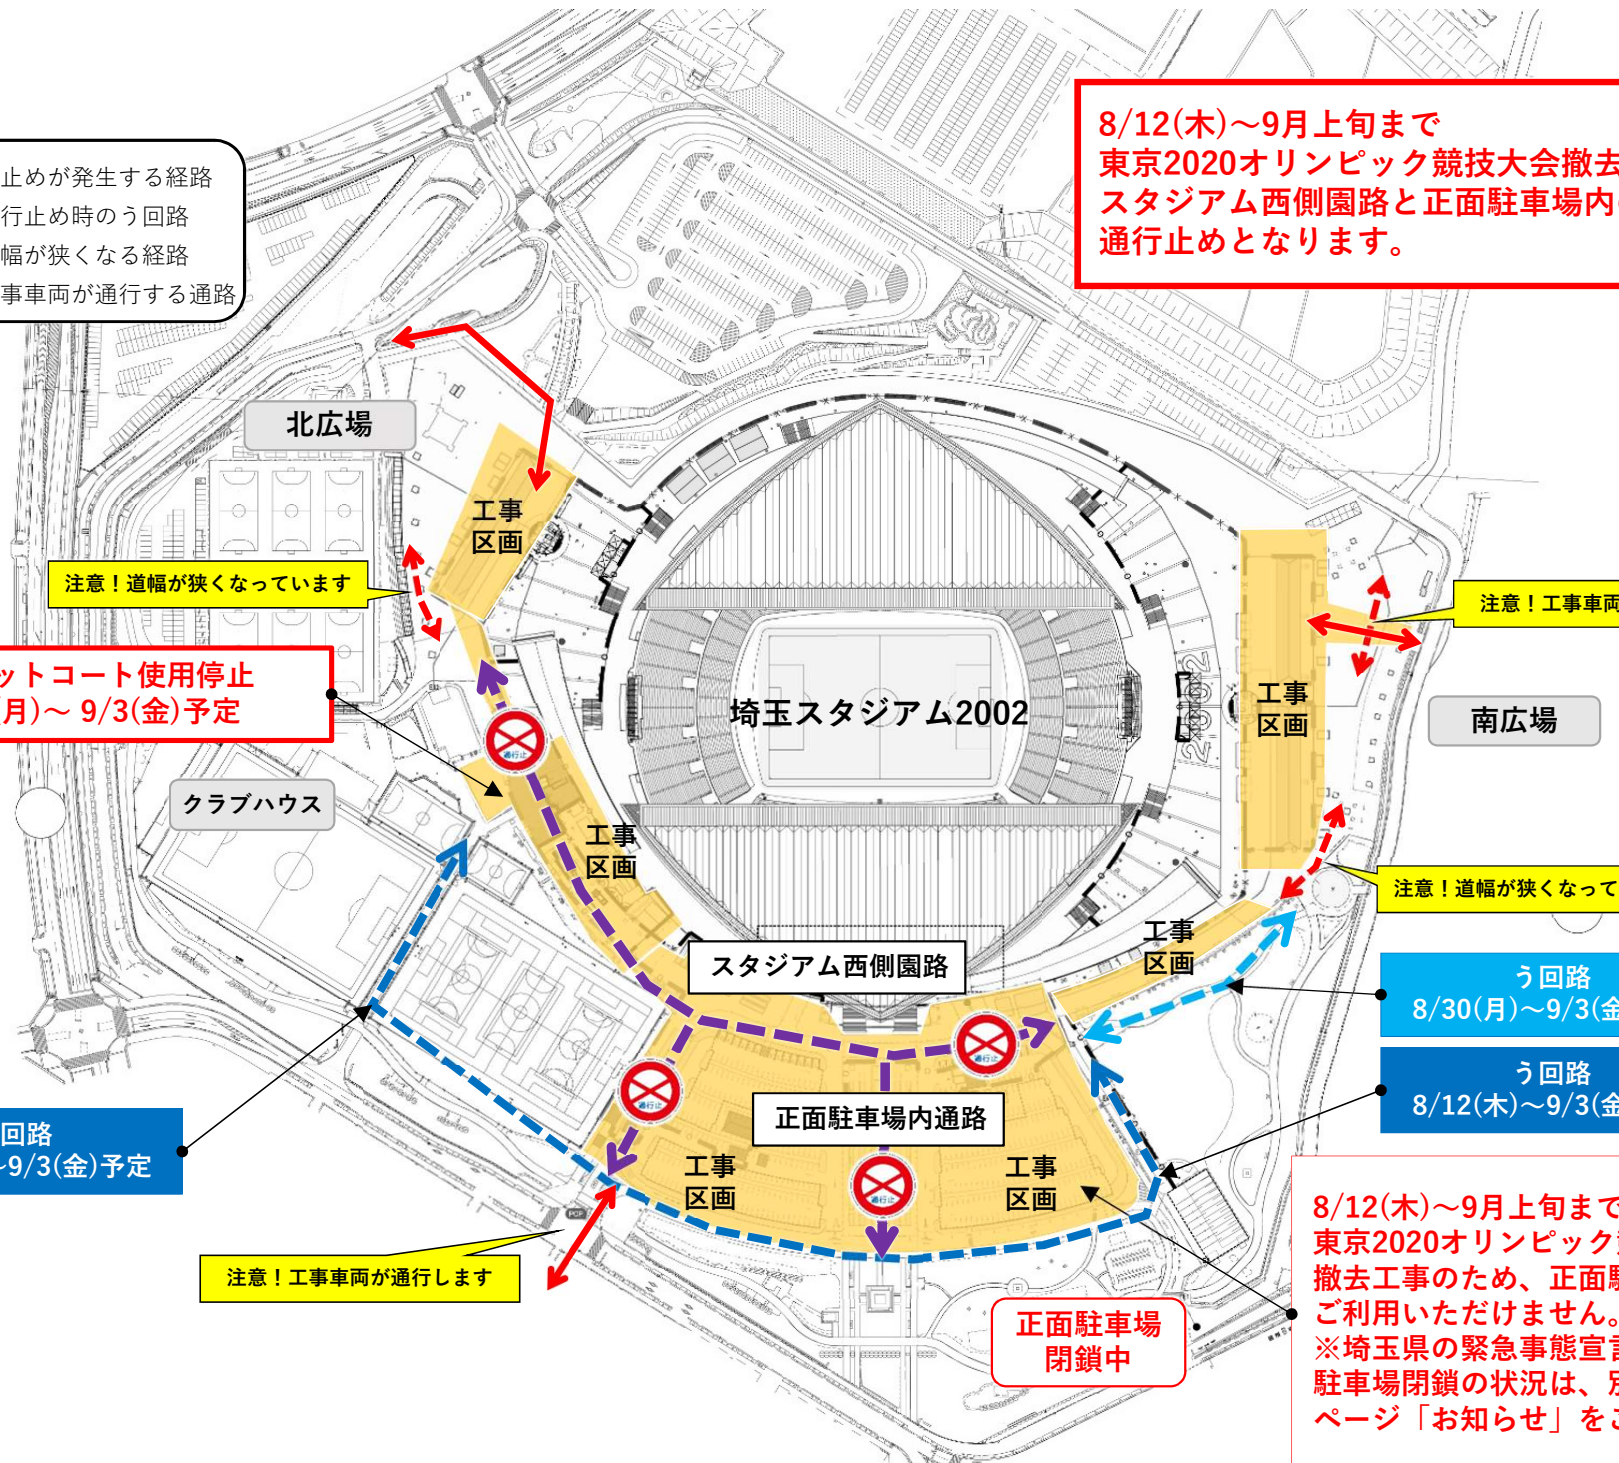 止めが発生する経路
行止め時のう回路
幅が狭くなる経路
事車両が通行する通路
8/12(木)～9月上旬まで
東京2020オリンピック競技大会撤去
スタジアム西側園路と正面駐車場内
通行止めとなります。
北広場
工事
区画
注意！道幅が狭くなっています
ットコート使用停止
月)～ 9/3(金)予定
通行止
クラブハウス
工事
区画
埼玉スタジアム2002
2002
工事
区画
注意！工事車両
南広場
注意！道幅が狭くなって
工事
区画
スタジアム西側園路
う回路
8/30(月)～9/3(金
う回路
8/12(木)～9/3(金
通行止
通行止
正面駐車場内通路
回路
～9/3(金)予定
工事
区画
通行止
工事
区画
注意！工事車両が通行します
正面駐車場
閉鎖中
8/12(木)～9月上旬まで
東京2020オリンピック
撤去工事のため、正面
ご利用いただけません。
※埼玉県の緊急事態宣
駐車場閉鎖の状況は、
ページ「お知らせ」を